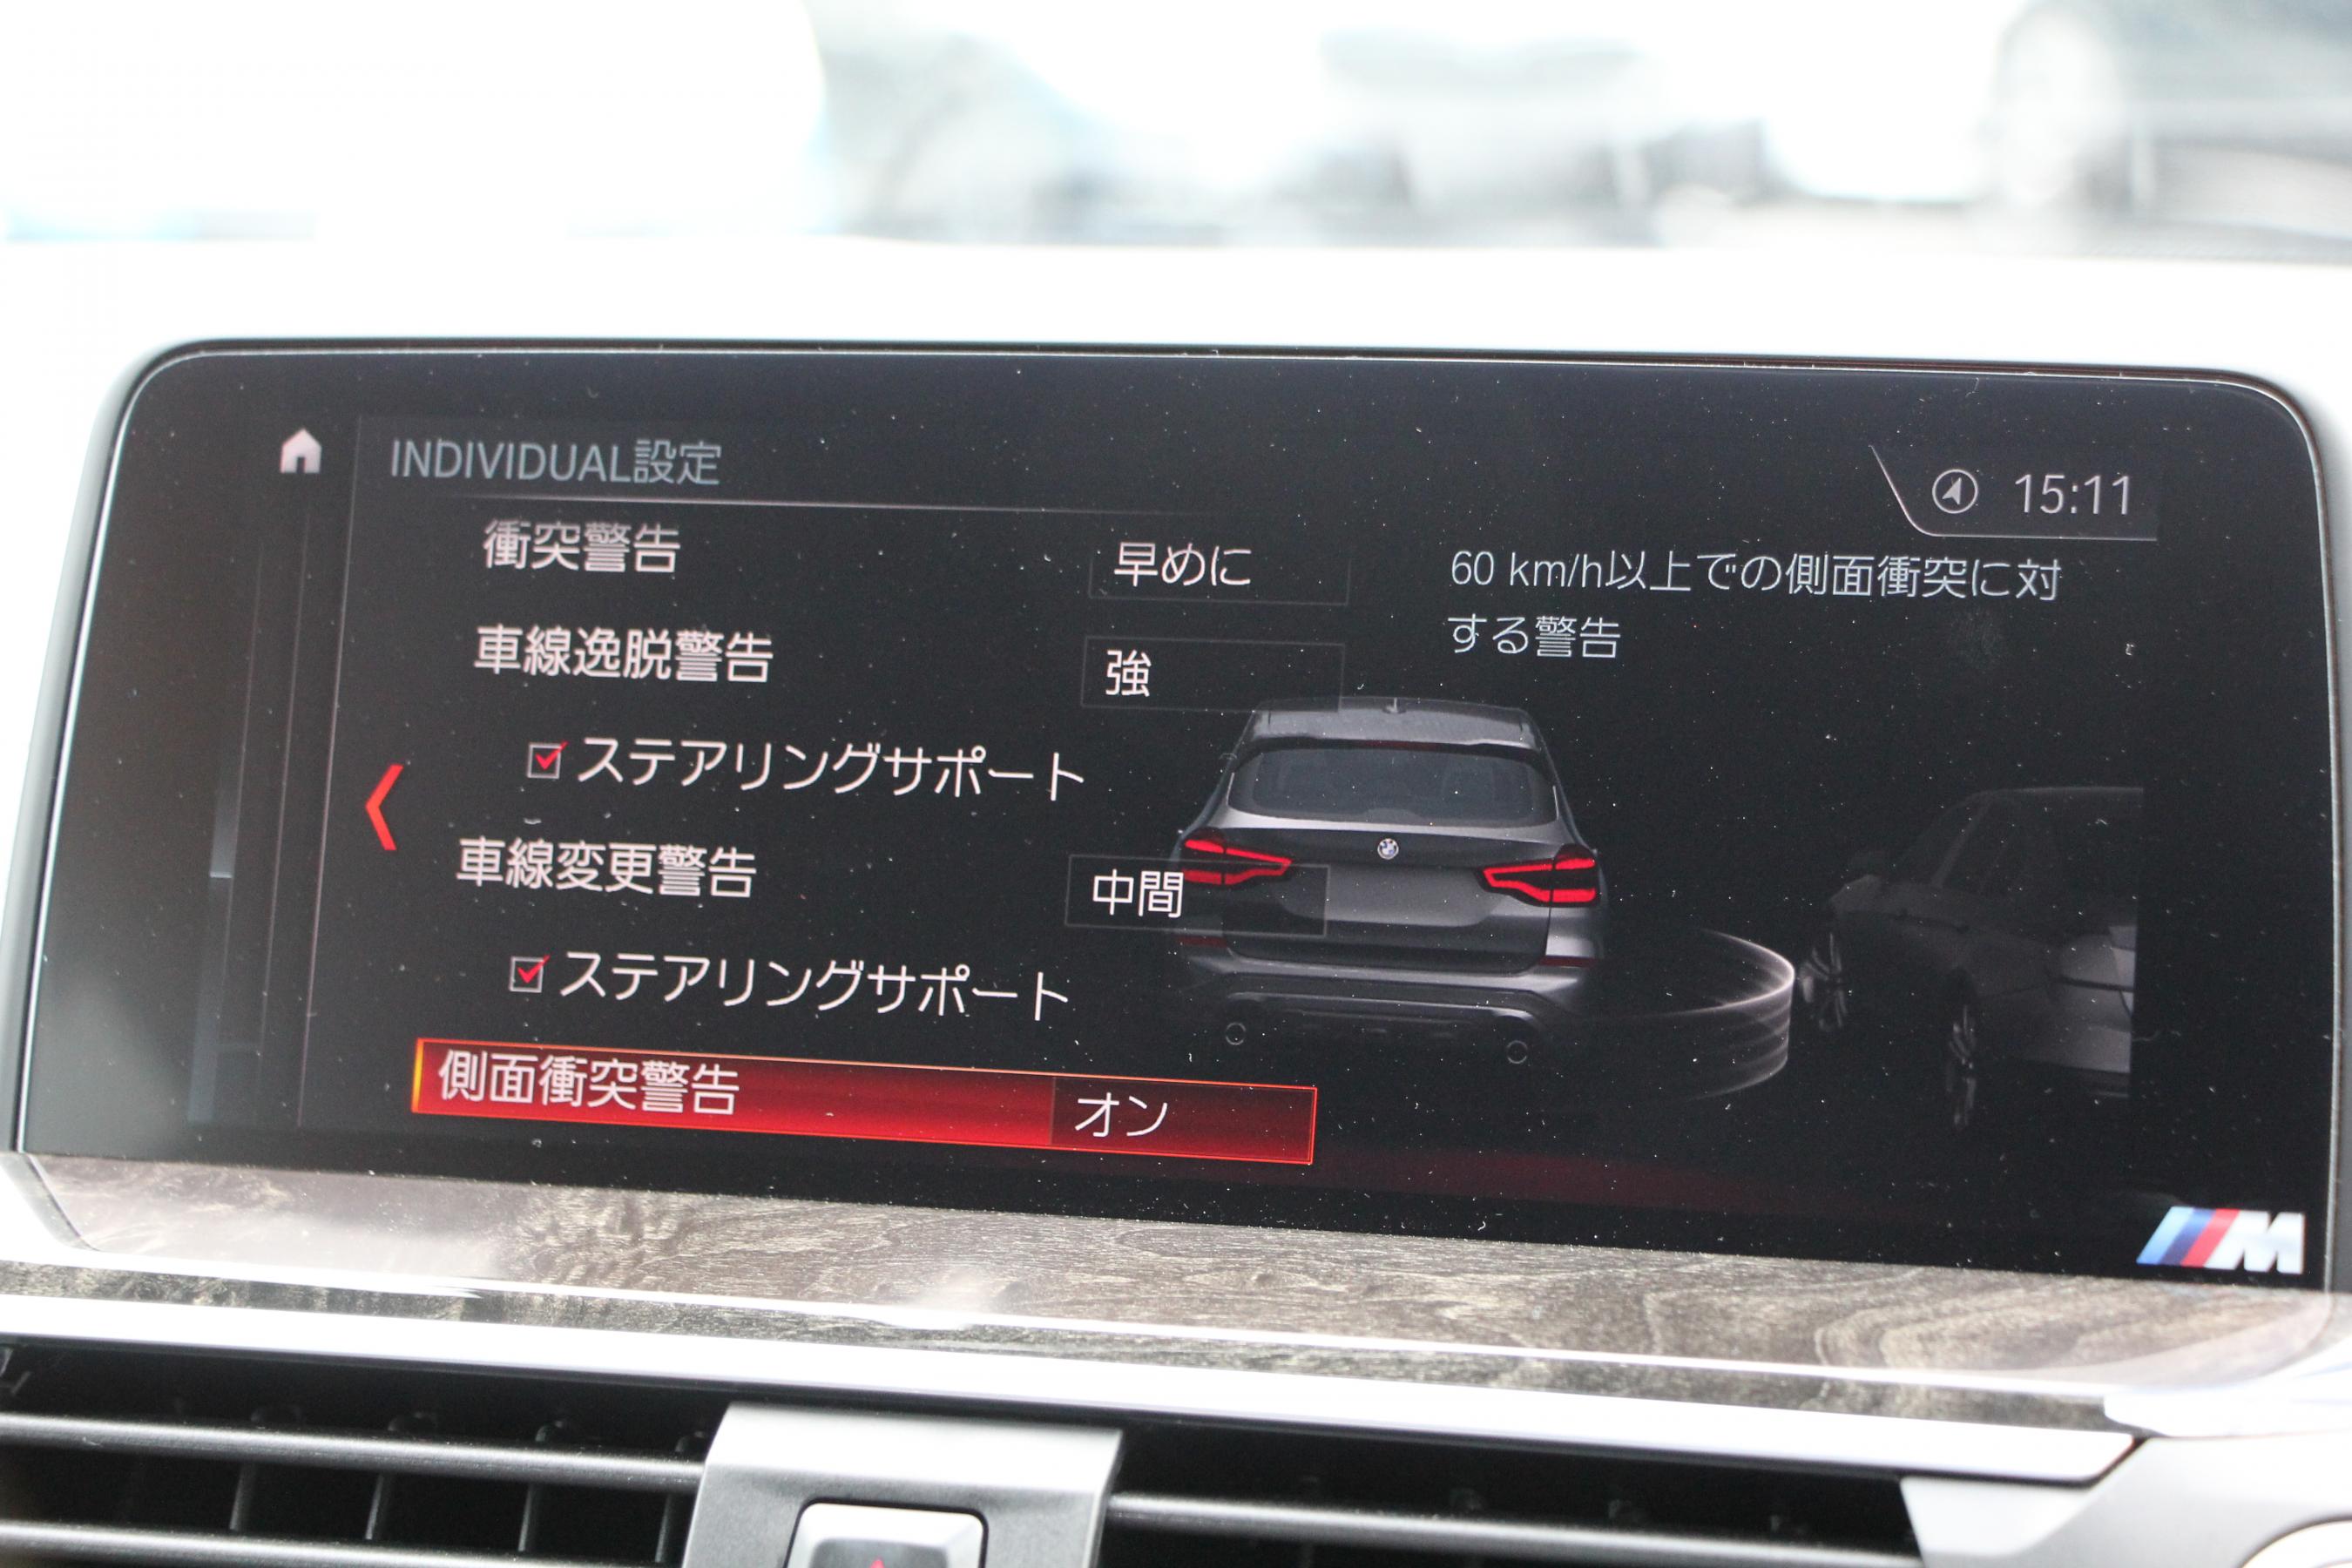 INDIVIDUAL設定
15:11
衝突警告 早めに
車線逸脱警告 強
ステアリングサポート
車線変更警告 中間
ステアリングサポート
側面衝突警告 オン
60 km/h以上での側面衝突に対
する警告
M